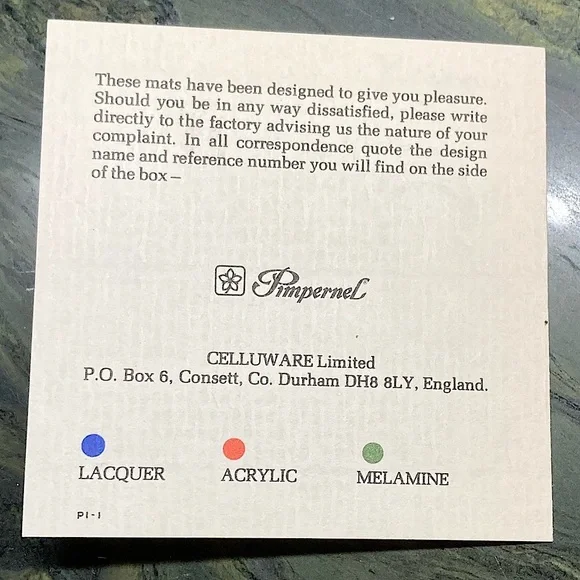 These mats have been designed to give you pleasure.
Should you be in any way dissatisfied, please write
directly to the factory advising us the nature of your
complaint. In all correspondence quote the design
name and reference number you will find on the side
of the box—
Pimpernel
CELLUWARE Limited
P.O. Box 6, Consett, Co. Durham DH8 8LY, England.
LACQUER ACRYLIC MELAMINE
PI-I